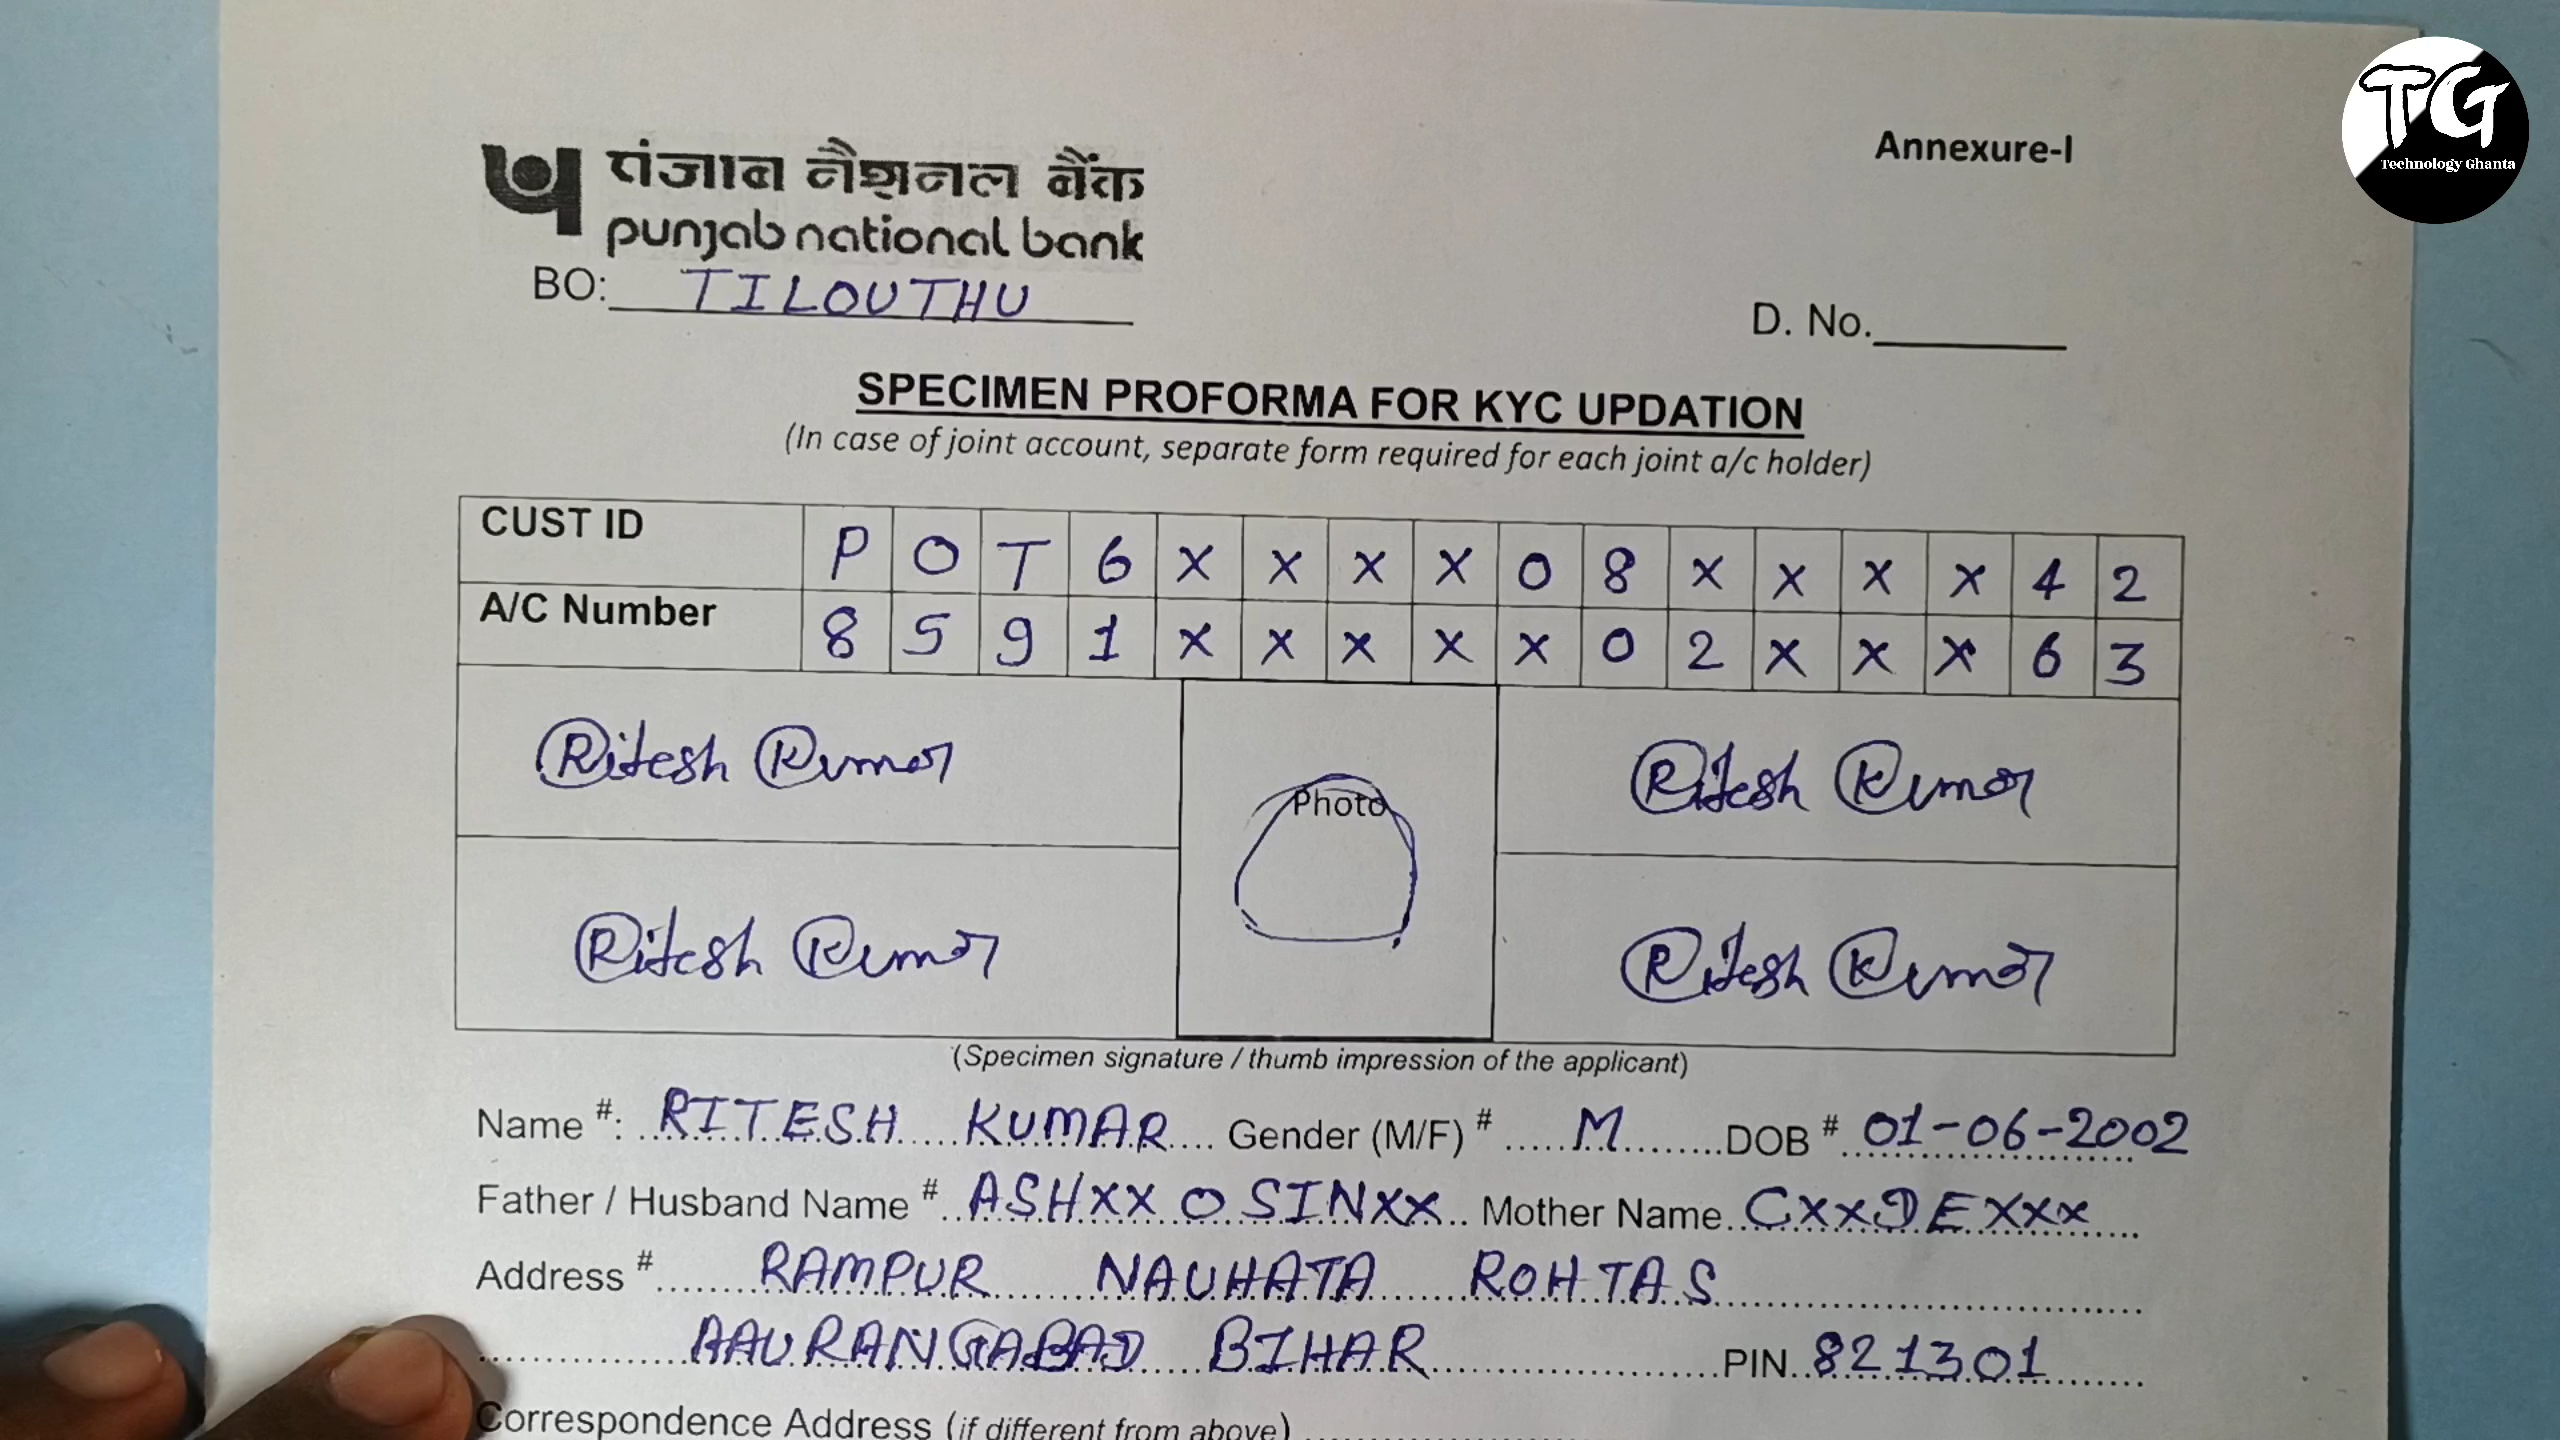 TG
Technology Ghanta
Annexure-I
पंजाब नैशनल बैंक
punjab national bank
BO: TILOUTHU
D. No.
SPECIMEN PROFORMA FOR KYC UPDATION
(In case of joint account, separate form required for each joint a/c holder)
CUST ID P O T 6 X X X X 0 8 X X X X 4 2
A/C Number 8 5 9 1 X X X X X 0 2 X X X 6 3
Ritesh Kumar
Photo
Ritesh Kumar
Ritesh Kumar
Ritesh Kumar
(Specimen signature / thumb impression of the applicant)
Name #: RITESH KUMAR Gender (M/F) # M DOB # 01-06-2002
Father / Husband Name # ASHXX O SINXX Mother Name CXXDEXXX
Address # RAMPUR NAUHATA ROHTAS
AAURANGABAD BIHAR PIN 821301
Correspondence Address (if different from above)